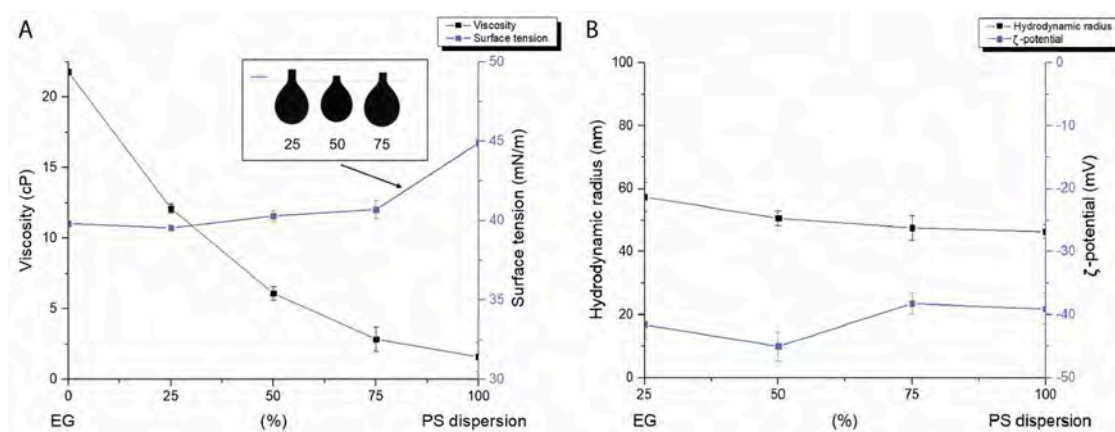 A
Viscosity
Surface tension
25 50 75
Viscosity (cP)
20
15
10
5
0
Surface tension (mN/m)
50
45
40
35
30
0 25 50 75 100
EG (%) PS dispersion
B
Hydrodynamic radius
ζ-potential
Hydrodynamic radius (nm)
100
80
60
40
20
0
ζ-potential (mV)
0
-10
-20
-30
-40
-50
25 50 75 100
EG (%) PS dispersion